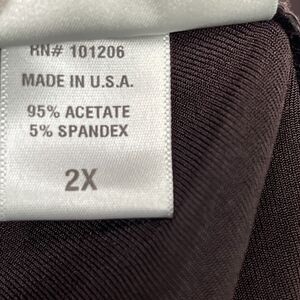 RN# 101206
MADE IN U.S.A.
95% ACETATE
5% SPANDEX
2X